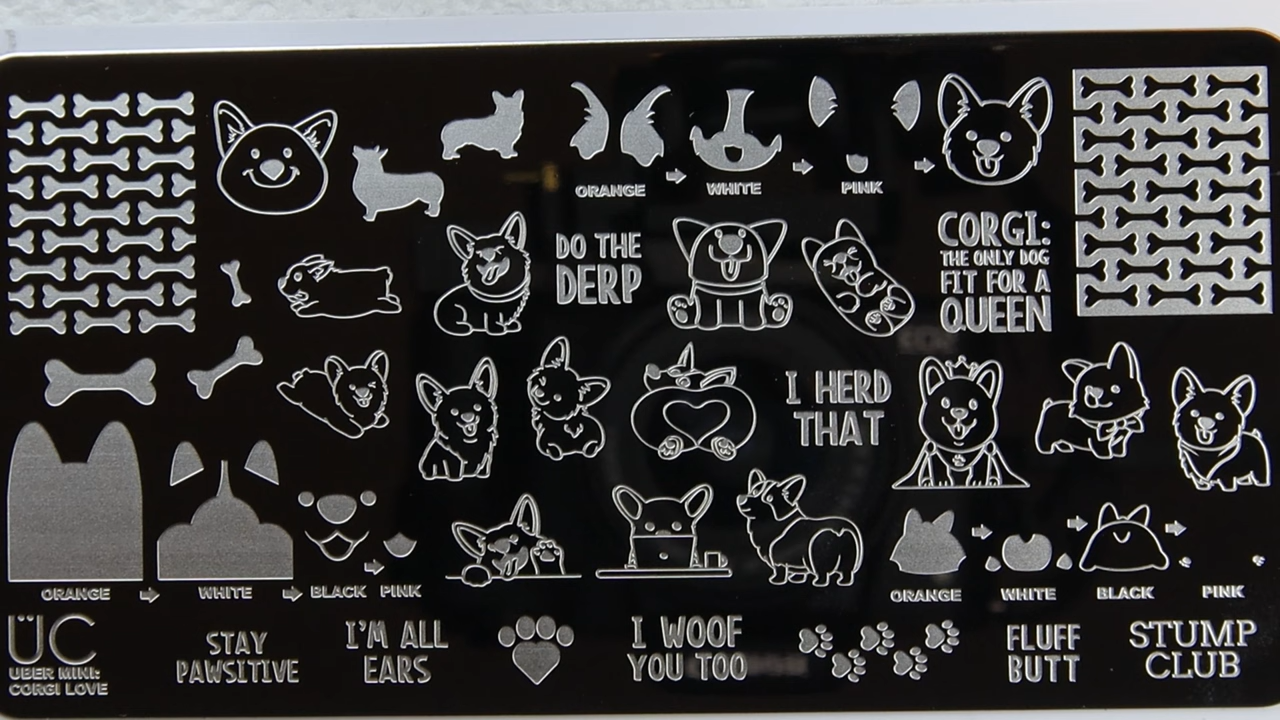 ORANGE
WHITE
PINK
DO THE
DERP
CORGI:
THE ONLY DOG
FIT FOR A
QUEEN
I HERD
THAT
ORANGE
WHITE
BLACK
PINK
ORANGE
WHITE
BLACK
PINK
ÜC
UBER MINI:
CORGI LOVE
STAY
PAWSITIVE
I'M ALL
EARS
I WOOF
YOU TOO
FLUFF
BUTT
STUMP
CLUB